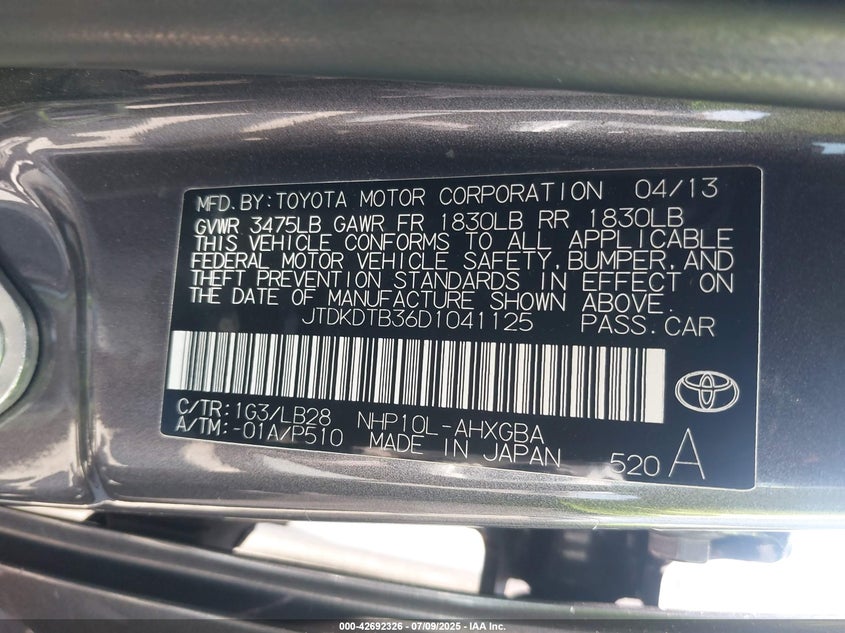 MFD. BY: TOYOTA MOTOR CORPORATION 04/13
GVWR 3475LB GAWR FR 1830LB RR 1830LB
THIS VEHICLE CONFORMS TO ALL APPLICABLE
FEDERAL MOTOR VEHICLE SAFETY, BUMPER, AND
THEFT PREVENTION STANDARDS IN EFFECT ON
THE DATE OF MANUFACTURE SHOWN ABOVE.
JTDKDTB36D1041125 PASS. CAR
C/TR: 1G3/LB28 NHP10L-AHXGBA
A/TM: -01A/P510 MADE IN JAPAN 520 A
000-42692326 | 07/09/2025 | IAA Inc.